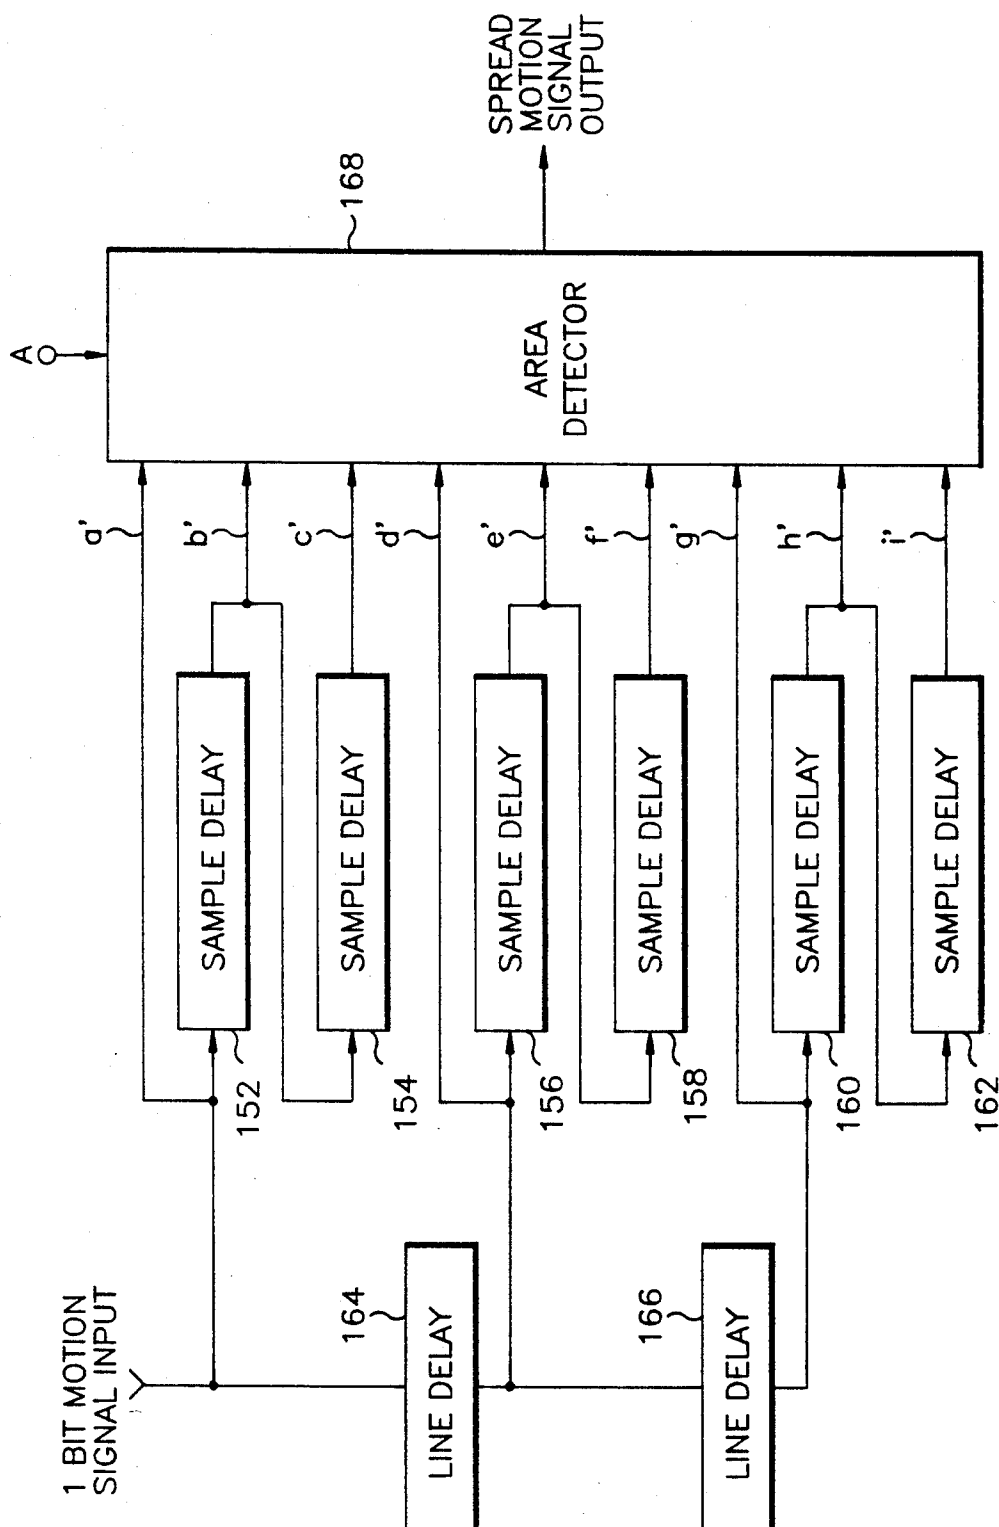 1 BIT MOTION
SIGNAL INPUT
LINE DELAY
164
LINE DELAY
166
SAMPLE DELAY
152
SAMPLE DELAY
154
SAMPLE DELAY
156
SAMPLE DELAY
158
SAMPLE DELAY
160
SAMPLE DELAY
162
a'
b'
c'
d'
e'
f'
g'
h'
i'
A
AREA
DETECTOR
168
SPREAD
MOTION
SIGNAL
OUTPUT